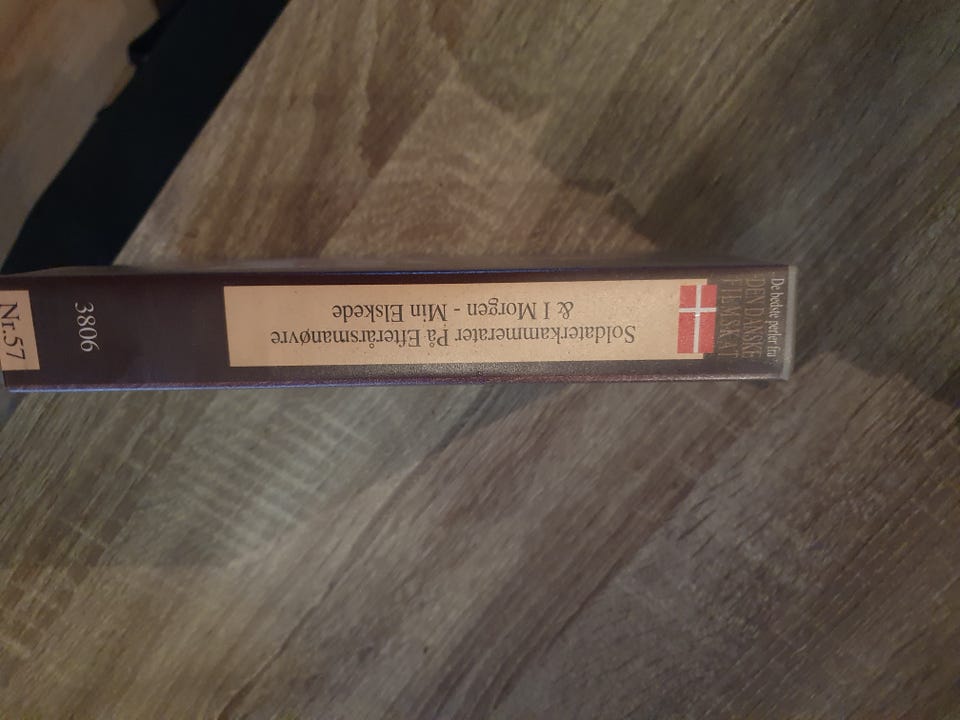 De bedste perler fra
DEN DANSKE
FILMSKAT
Soldaterkammerater På Efterårsmanøvre
& I Morgen - Min Elskede
3806
Nr.57